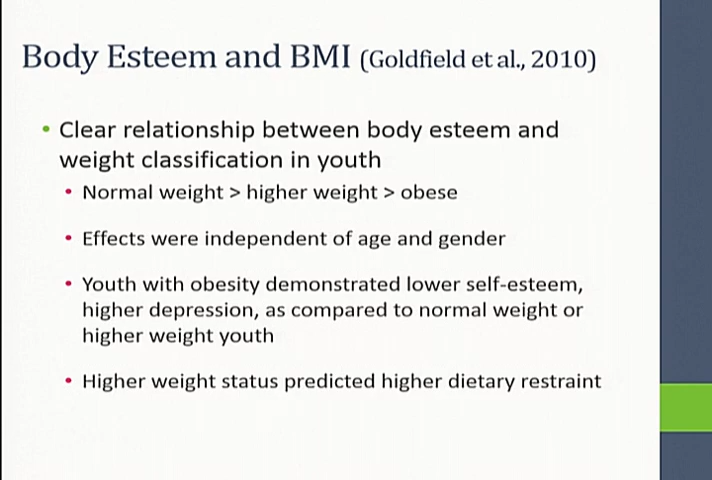 Body Esteem and BMI (Goldfield et al., 2010)
• Clear relationship between body esteem and
weight classification in youth
• Normal weight > higher weight > obese
• Effects were independent of age and gender
• Youth with obesity demonstrated lower self-esteem,
higher depression, as compared to normal weight or
higher weight youth
• Higher weight status predicted higher dietary restraint